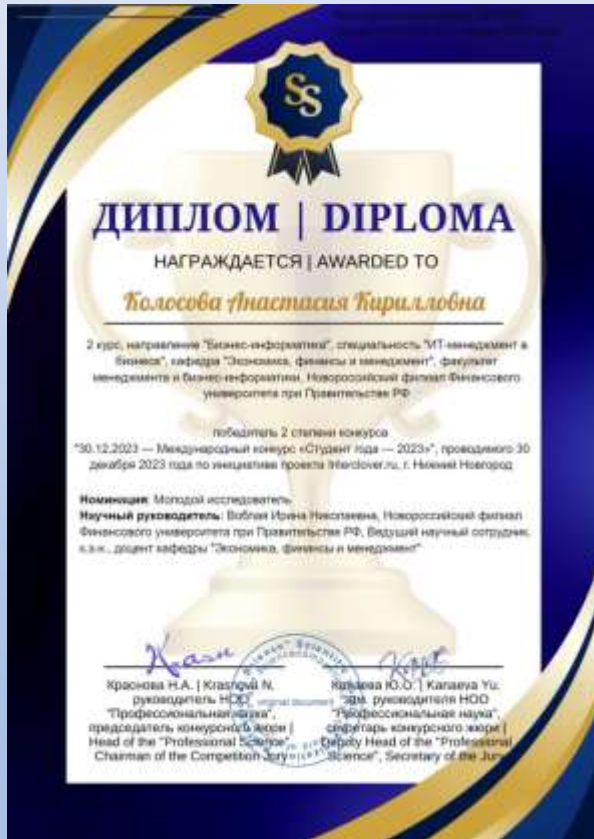 SS
ДИПЛОМ | DIPLOMA
НАГРАЖДАЕТСЯ | AWARDED TO
Колосова Анастасия Кирилловна
2 курс, направление "Бизнес-информатика", специальность "ИТ-менеджмент в
бизнесе", кафедра "Экономика, финансы и менеджмент", факультет
менеджмента и бизнес-информатики, Новороссийский филиал Финансового
университета при Правительстве РФ
победитель 2 степени конкурса
"30.12.2023 — Международный конкурс «Студент года — 2023»", проводимого 30
декабря 2023 года по инициативе проекта Interclover.ru, г. Нижний Новгород
Номинация: Молодой исследователь
Научный руководитель: Воблая Ирина Николаевна, Новороссийский филиал
Финансового университета при Правительстве РФ, Ведущий научный сотрудник,
к.э.н., доцент кафедры "Экономика, финансы и менеджмент"
Краснова Н.А. | Krasnova N.
руководитель НОО
"Профессиональная наука",
председатель конкурсного жюри |
Head of the "Professional Science",
Chairman of the Competition Jury
original document
Канаева Ю.О. | Kanaeva Yu.
зам. руководителя НОО
"Профессиональная наука",
секретарь конкурсного жюри |
Deputy Head of the "Professional
Science", Secretary of the Jury